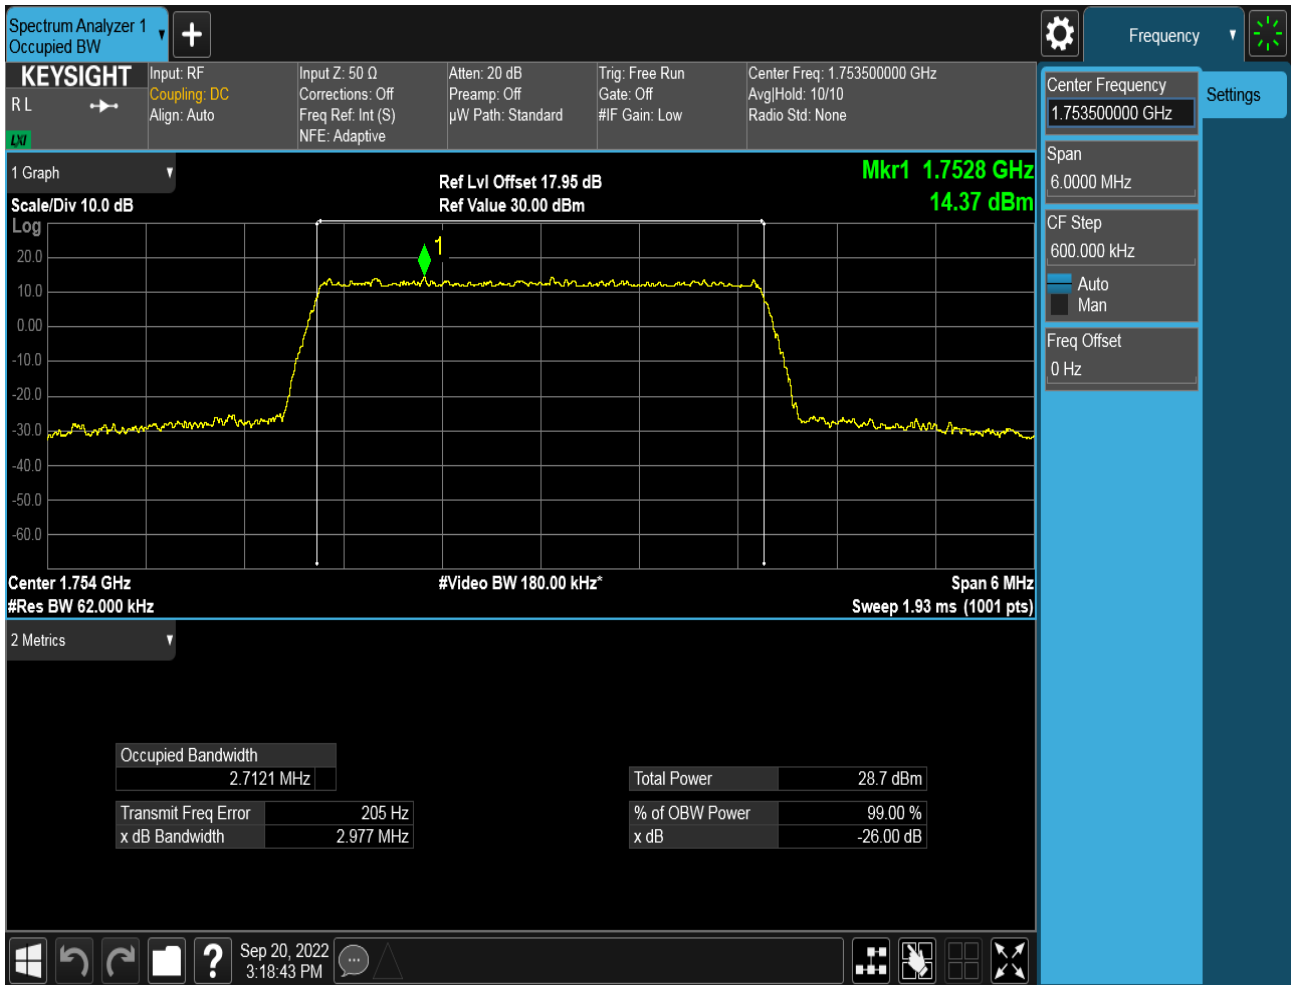 Spectrum Analyzer 1
Occupied BW
Frequency
KEYSIGHT
R L
LXI
Input: RF
Coupling: DC
Align: Auto
Input Z: 50 Ω
Corrections: Off
Freq Ref: Int (S)
NFE: Adaptive
Atten: 20 dB
Preamp: Off
µW Path: Standard
Trig: Free Run
Gate: Off
#IF Gain: Low
Center Freq: 1.753500000 GHz
Avg|Hold: 10/10
Radio Std: None
Center Frequency
1.753500000 GHz
Settings
Span
6.0000 MHz
CF Step
600.000 kHz
Auto
Man
Freq Offset
0 Hz
1 Graph
Scale/Div 10.0 dB
Ref Lvl Offset 17.95 dB
Ref Value 30.00 dBm
Mkr1 1.7528 GHz
14.37 dBm
Log
1
20.0
10.0
0.00
-10.0
-20.0
-30.0
-40.0
-50.0
-60.0
Center 1.754 GHz
#Video BW 180.00 kHz*
Span 6 MHz
#Res BW 62.000 kHz
Sweep 1.93 ms (1001 pts)
2 Metrics
Occupied Bandwidth
2.7121 MHz
Transmit Freq Error 205 Hz
x dB Bandwidth 2.977 MHz
Total Power 28.7 dBm
% of OBW Power 99.00 %
x dB -26.00 dB
?
Sep 20, 2022
3:18:43 PM